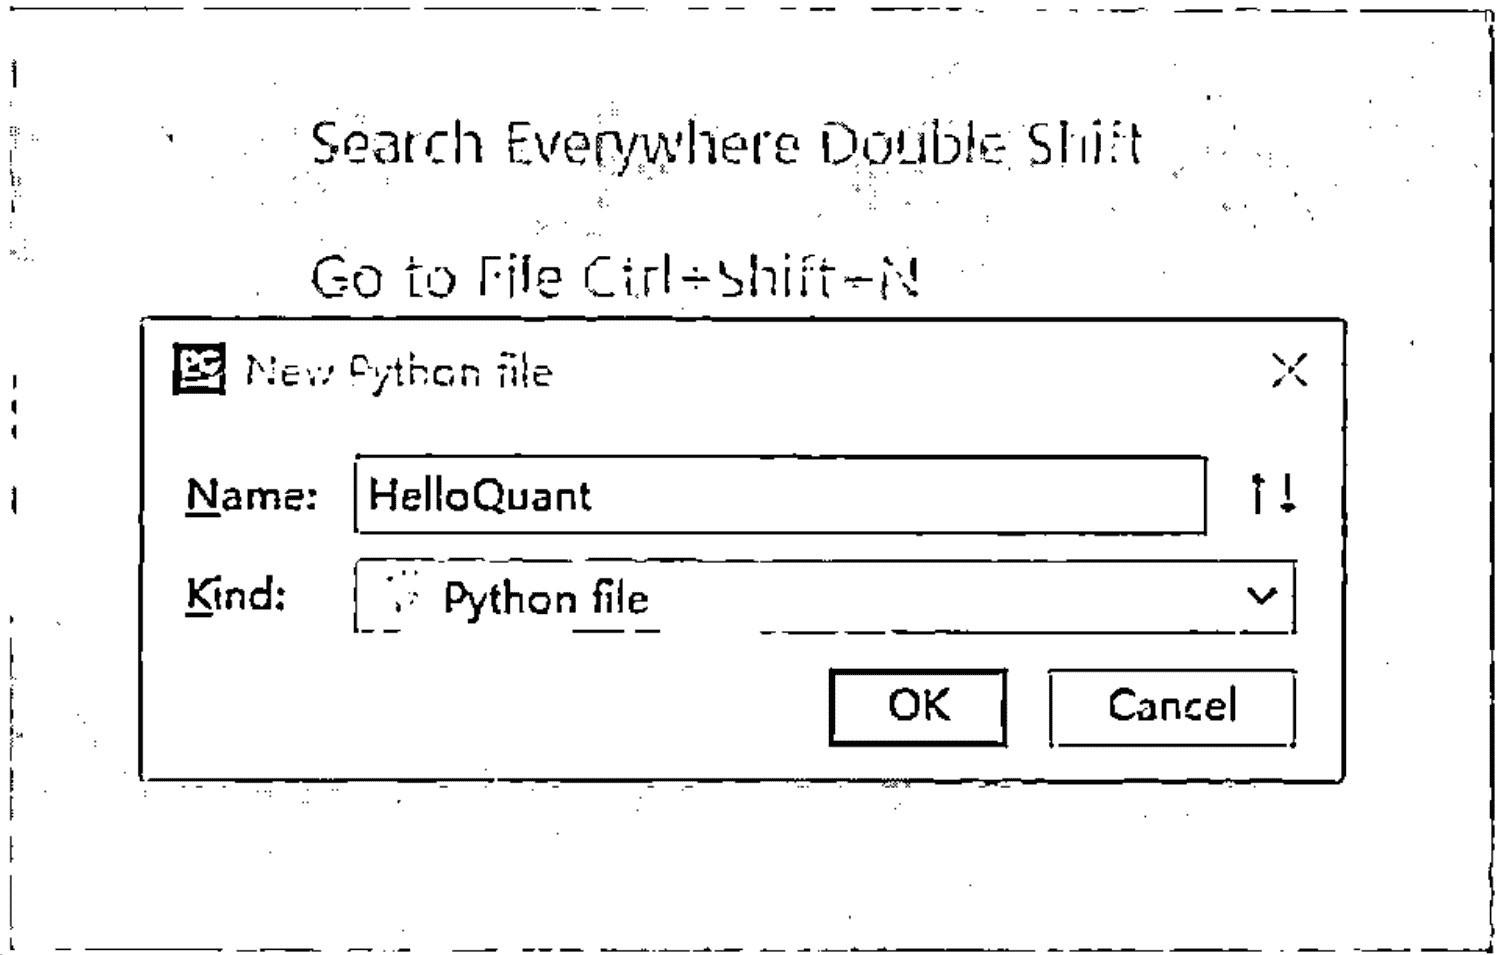 Search Everywhere Double Shift
Go to File Ctrl+Shift+N
PC New Python file
Name: HelloQuant
Kind: Python file
OK Cancel